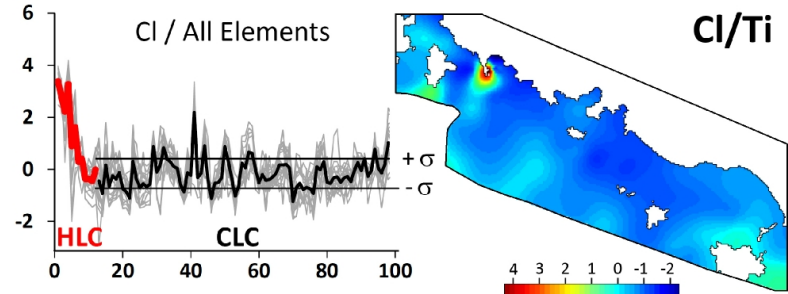 Cl / All Elements
6
4
2
0
-2
+ σ
- σ
HLC
CLC
0 20 40 60 80 100
Cl/Ti
4 3 2 1 0 -1 -2